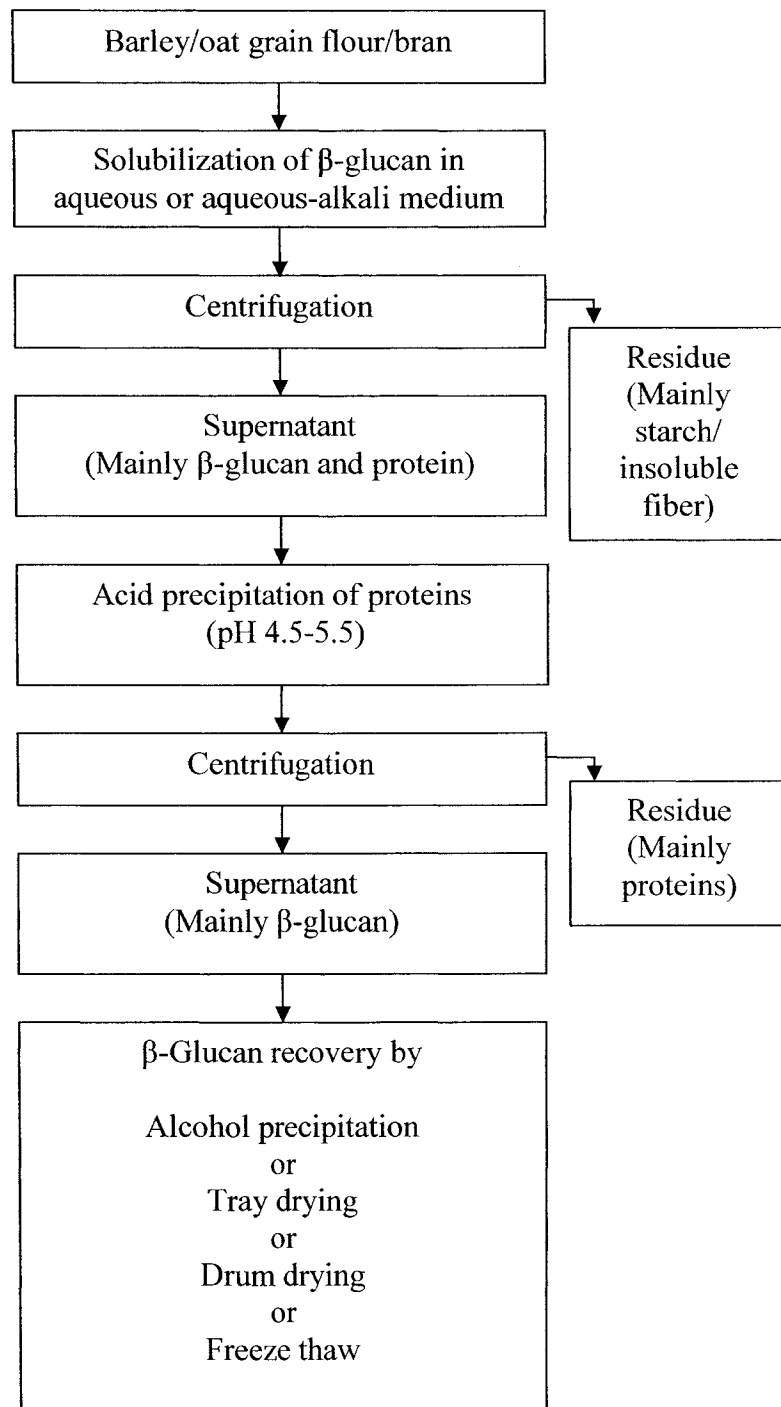 Barley/oat grain flour/bran
Solubilization of β-glucan in
aqueous or aqueous-alkali medium
Centrifugation
Residue
(Mainly
starch/
insoluble
fiber)
Supernatant
(Mainly β-glucan and protein)
Acid precipitation of proteins
(pH 4.5-5.5)
Centrifugation
Residue
(Mainly
proteins)
Supernatant
(Mainly β-glucan)
β-Glucan recovery by
Alcohol precipitation
or
Tray drying
or
Drum drying
or
Freeze thaw